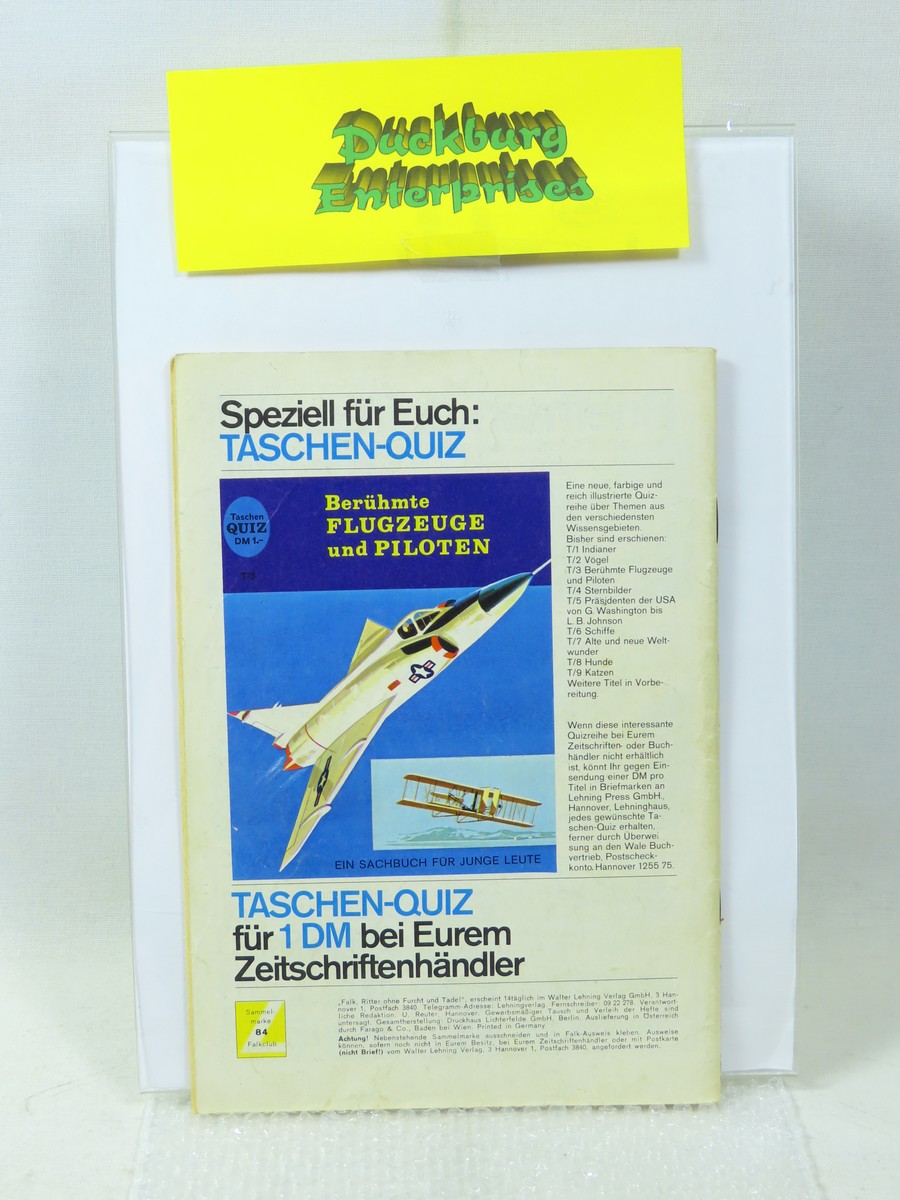 Duckburg
Enterprises
Speziell für Euch:
TASCHEN-QUIZ
Taschen
QUIZ
DM 1.-
T/3
Berühmte
FLUGZEUGE
und PILOTEN
EIN SACHBUCH FÜR JUNGE LEUTE
Eine neue, farbige und
reich illustrierte Quiz-
reihe über Themen aus
den verschiedensten
Wissensgebieten.
Bisher sind erschienen:
T/1 Indianer
T/2 Vögel
T/3 Berühmte Flugzeuge
und Piloten
T/4 Sternbilder
T/5 Präsjdenten der USA
von G. Washington bis
L. B. Johnson
T/6 Schiffe
T/7 Alte und neue Welt-
wunder
T/8 Hunde
T/9 Katzen
Weitere Titel in Vorbe-
reitung.
Wenn diese interessante
Quizreihe bei Eurem
Zeitschriften- oder Buch-
händler nicht erhältlich
ist, könnt Ihr gegen Ein-
sendung einer DM pro
Titel in Briefmarken an
Lehning Press GmbH.,
Hannover, Lehninghaus,
jedes gewünschte Ta-
schen-Quiz erhalten,
ferner durch Überwei
sung an den Wale Buch-
vertrieb, Postscheck-
konto. Hannover 1255 75.
TASCHEN-QUIZ
für 1 DM bei Eurem
Zeitschriftenhändler
Sammel-
marke
84
Falkclub
„Falk, Ritter ohne Furcht und Tadel", erscheint 14täglich im Walter Lehning Verlag GmbH, 3 Han-
nover 1, Postfach 3840. Telegramm-Adresse: Lehningverlag. Fernschreiber: 09 22 278. Verantwort-
liche Redaktion. U. Reuter, Hannover. Gewerbsmäßiger Tausch und Verleih der Hefte sind
untersagt. Gesamtherstellung: Druckhaus Lichterfelde GmbH, Berlin. Auslieferung in Österreich
durch Farago & Co., Baden bei Wien. Printed in Germany.
Achtung! Nebenstehende Sammelmarke ausschneiden und in Falk-Ausweis kleben. Ausweise
können, sofern noch nicht in Eurem Besitz, bei Eurem Zeitschriftenhändler oder mit Postkarte
(nicht Brief!) vom Walter Lehning Verlag, 3 Hannover 1, Postfach 3840, angefordert werden.